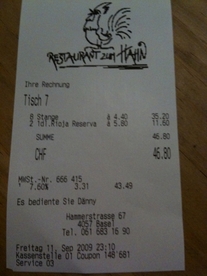 RESTAURANT ZUM HAHN
Ihre Rechnung
Tisch 7
8 Stange à 4.40 35.20
2 1dl.Rioja Reserva à 5.80 11.60
SUMME 46.80
CHF 46.80
MWSt.-Nr. 666 415
* 7.60% 3.31 43.49
Es bediente Sie Danny
Hammerstrasse 67
4057 Basel
Tel. 061 683 16 90
Freitag 11. Sep 2009 23:10
Kassenstelle 01 Coupon 148'681
Service 03